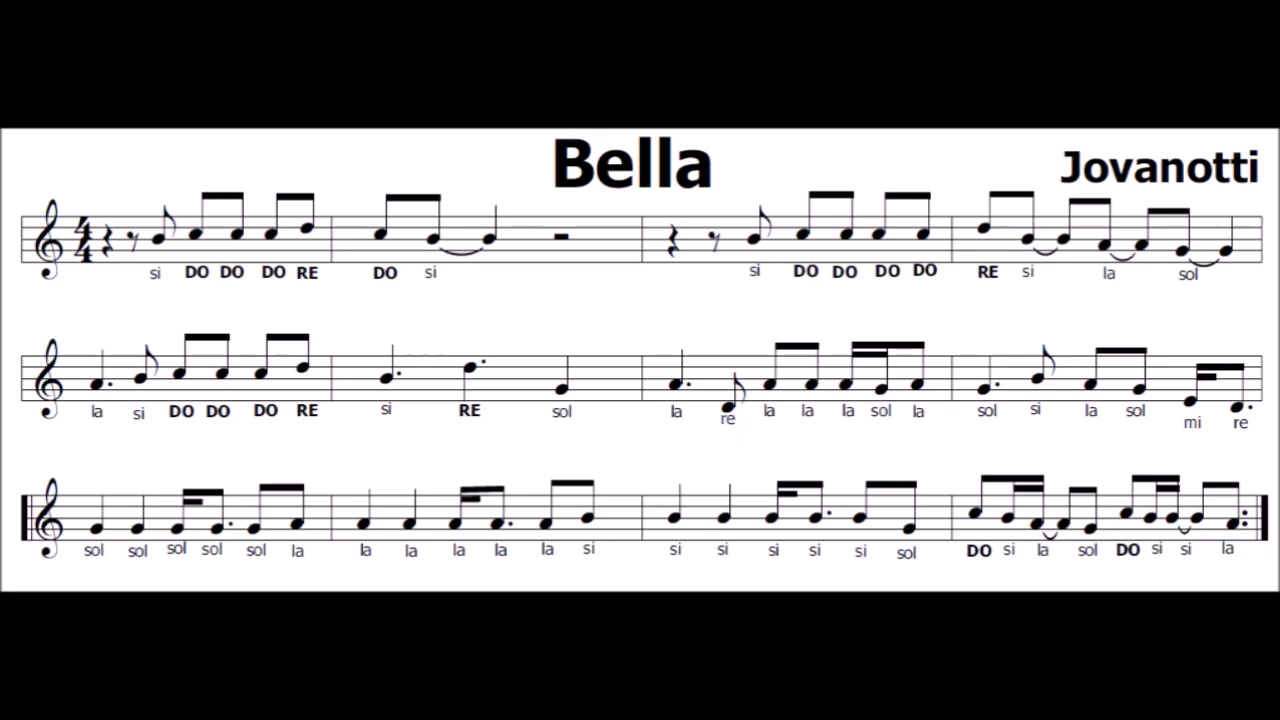 Bella
Jovanotti
4 4
si DO DO DO RE DO si si DO DO DO DO RE si la sol
la si DO DO DO RE si RE sol la re la la la sol la sol si la sol mi re
sol sol sol sol sol la la la la la la si si si si si si sol DO si la sol DO si si la